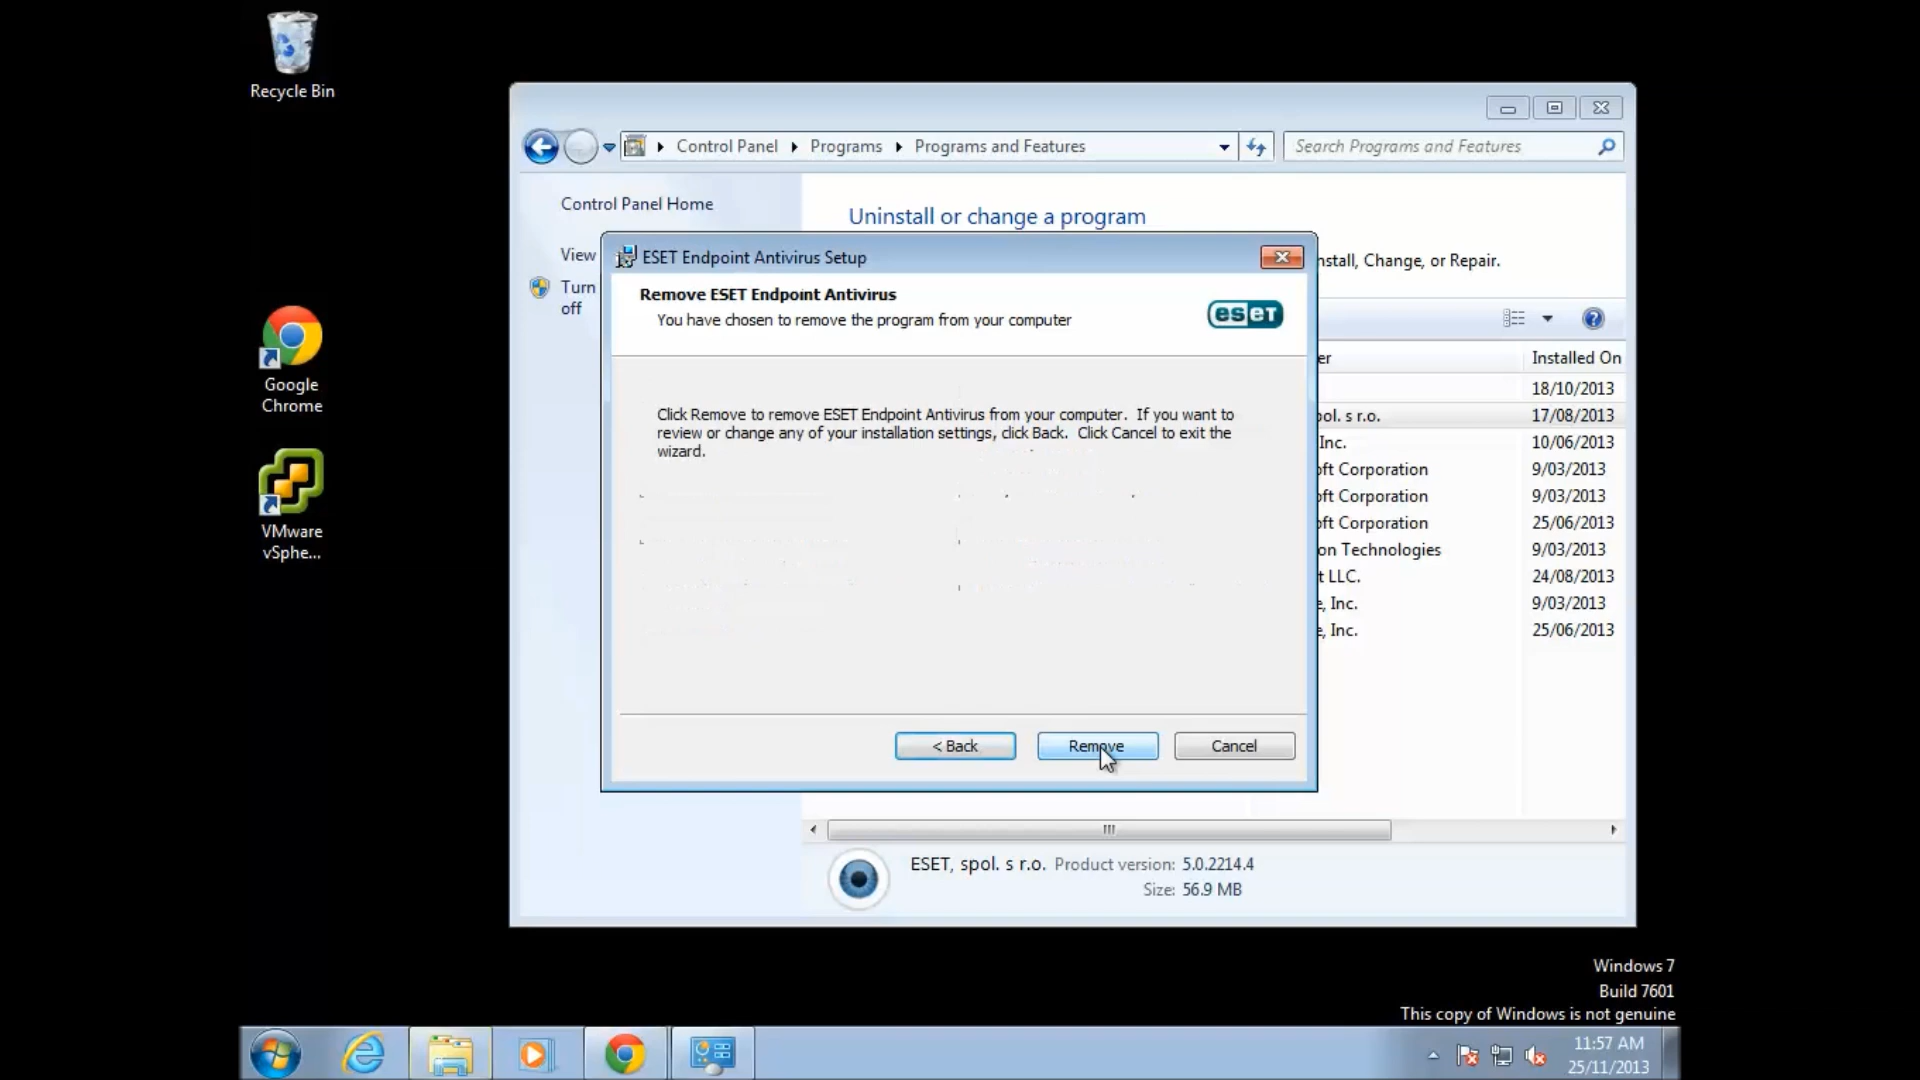 Recycle Bin
Google
Chrome
VMware
vSphe...
Control Panel
Programs
Programs and Features
Search Programs and Features
Control Panel Home
View
Turn
off
Uninstall or change a program
nstall, Change, or Repair.
er
Installed On
18/10/2013
pol. s r.o.
17/08/2013
Inc.
10/06/2013
oft Corporation
9/03/2013
oft Corporation
9/03/2013
oft Corporation
25/06/2013
on Technologies
9/03/2013
t LLC.
24/08/2013
e, Inc.
9/03/2013
e, Inc.
25/06/2013
ESET Endpoint Antivirus Setup
Remove ESET Endpoint Antivirus
You have chosen to remove the program from your computer
eset
Click Remove to remove ESET Endpoint Antivirus from your computer. If you want to
review or change any of your installation settings, click Back. Click Cancel to exit the
wizard.
< Back
Remove
Cancel
ESET, spol. s r.o. Product version: 5.0.2214.4
Size: 56.9 MB
Windows 7
Build 7601
This copy of Windows is not genuine
11:57 AM
25/11/2013